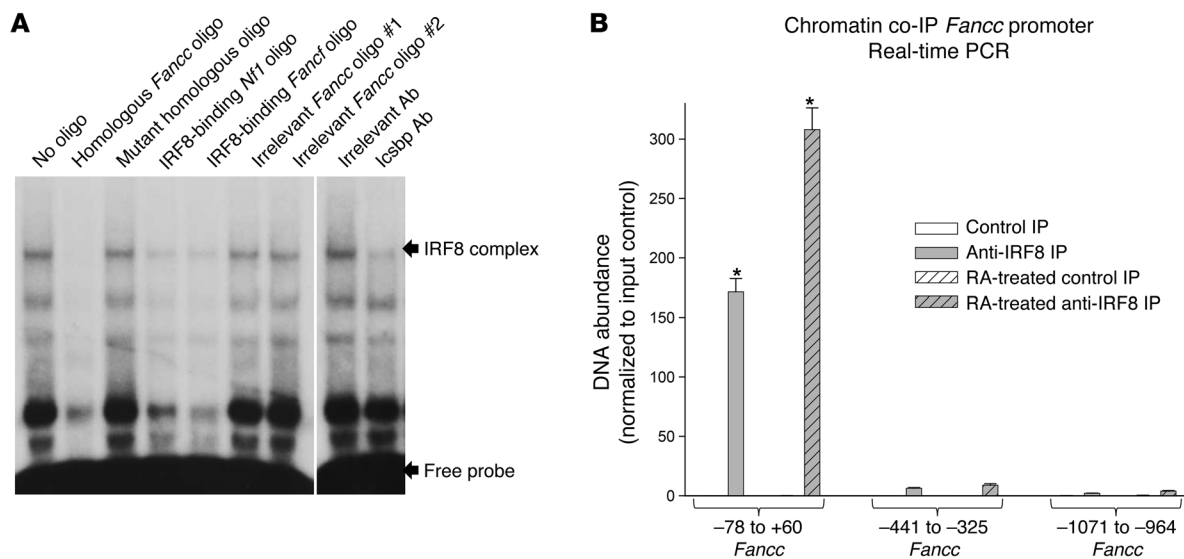 A
No oligo
Homologous Fancc oligo
Mutant homologous oligo
IRF8-binding Nf1 oligo
IRF8-binding Fancf oligo
Irrelevant Fancc oligo #1
Irrelevant Fancc oligo #2
Irrelevant Ab
Icsbp Ab
IRF8 complex
Free probe
B
Chromatin co-IP Fancc promoter
Real-time PCR
DNA abundance
(normalized to input control)
300
250
200
150
100
50
0
*
*
Control IP
Anti-IRF8 IP
RA-treated control IP
RA-treated anti-IRF8 IP
–78 to +60
Fancc
–441 to –325
Fancc
–1071 to –964
Fancc